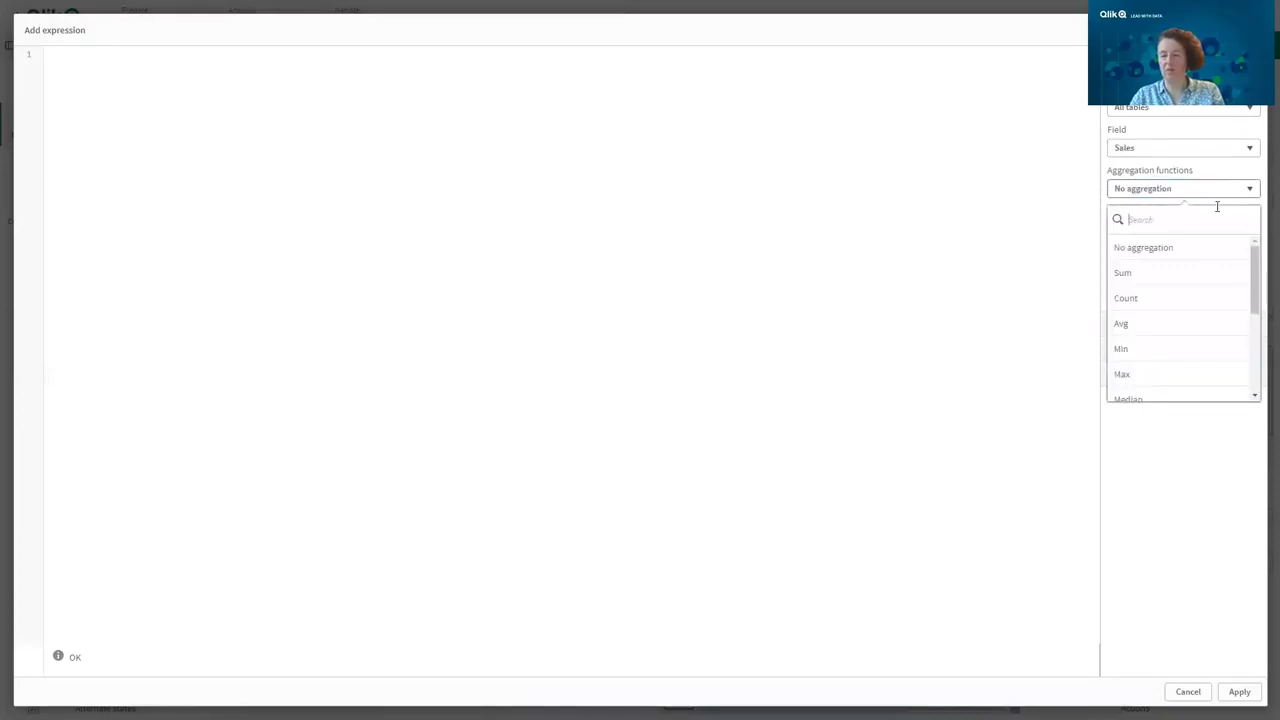 Qlik
LEAD WITH DATA
Add expression
1
All tables
Field
Sales
Aggregation functions
No aggregation
Search
No aggregation
Sum
Count
Avg
Min
Max
Median
OK
Cancel
Apply
Alternate states
Actions